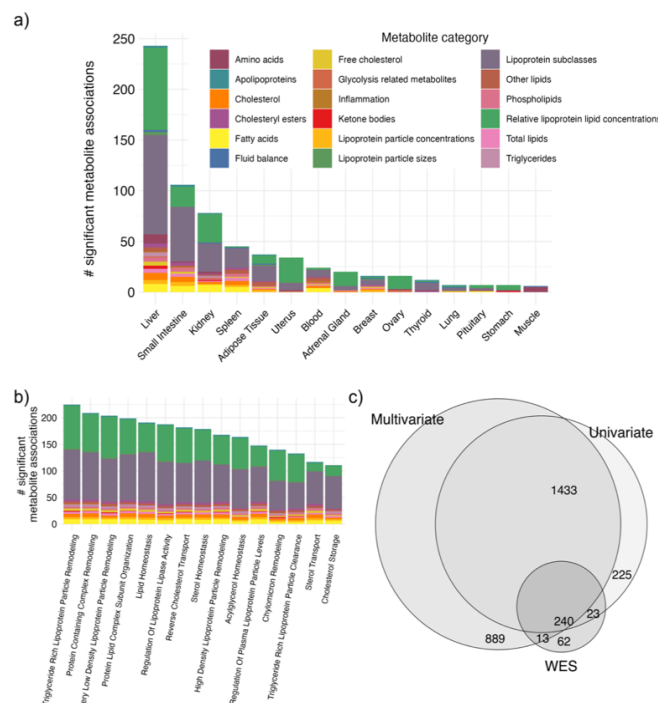 a)
Metabolite category
Amino acids
Apolipoproteins
Cholesterol
Cholesteryl esters
Fatty acids
Fluid balance
Free cholesterol
Glycolysis related metabolites
Inflammation
Ketone bodies
Lipoprotein particle concentrations
Lipoprotein particle sizes
Lipoprotein subclasses
Other lipids
Phospholipids
Relative lipoprotein lipid concentrations
Total lipids
Triglycerides
# significant metabolite associations
250
200
150
100
50
0
Liver
Small Intestine
Kidney
Spleen
Adipose Tissue
Uterus
Blood
Adrenal Gland
Breast
Ovary
Thyroid
Lung
Pituitary
Stomach
Muscle
b)
# significant
metabolite associations
200
150
100
50
0
Triglyceride Rich Lipoprotein Particle Remodeling
Protein Containing Complex Remodeling
Low Density Lipoprotein Particle Remodeling
Protein Lipid Complex Subunit Organization
Lipid Homeostasis
Regulation Of Lipoprotein Lipase Activity
Reverse Cholesterol Transport
Sterol Homeostasis
High Density Lipoprotein Particle Remodeling
Acylglycerol Homeostasis
Regulation Of Plasma Lipoprotein Particle Levels
Chylomicron Remodeling
Triglyceride Rich Lipoprotein Particle Clearance
Sterol Transport
Cholesterol Storage
c)
Multivariate
Univariate
1433
225
240
23
889
13
62
WES